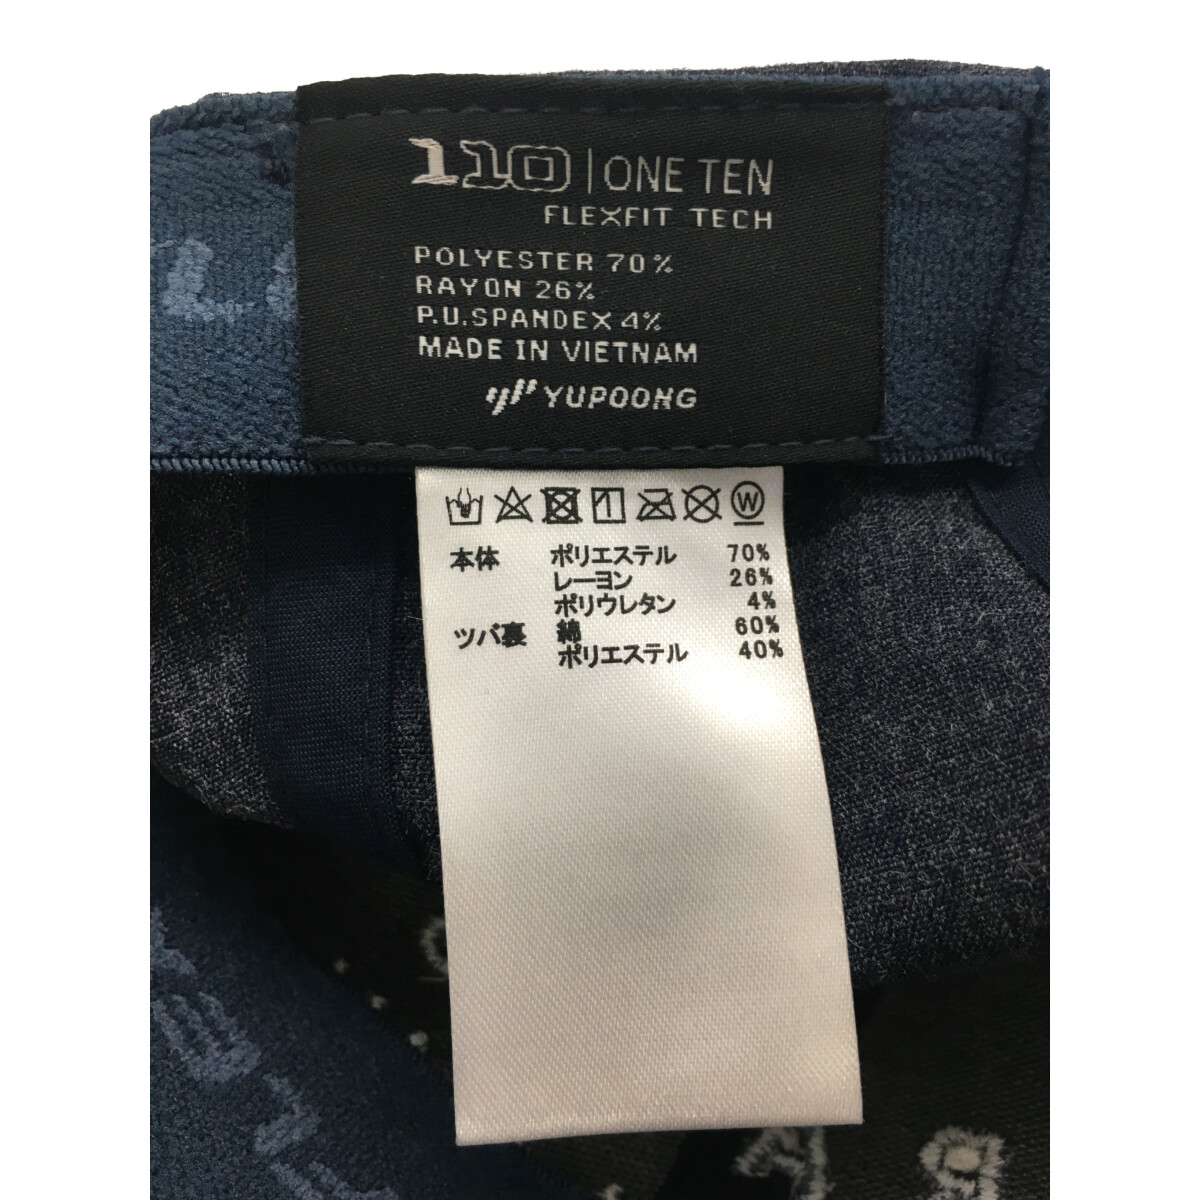 110 | ONE TEN
FLEXFIT TECH
POLYESTER 70%
RAYON 26%
P.U.SPANDEX 4%
MADE IN VIETNAM
YUPOONG
W
本体 ポリエステル 70%
レーヨン 26%
ポリウレタン 4%
ツバ裏 綿 60%
ポリエステル 40%